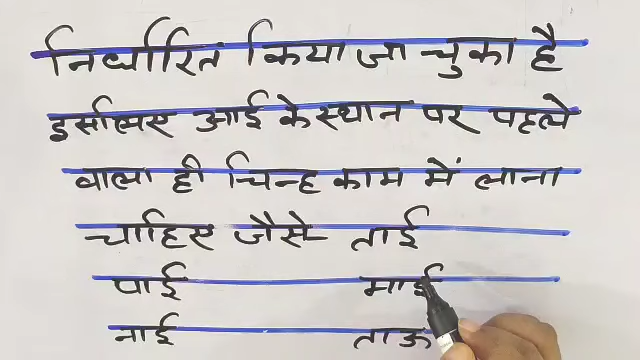 निर्धारित किया जा चुका है
इसलिए आई के स्थान पर पहले
वाला ही चिन्ह काम में लाना
चाहिए जैसे- ताई
पाई माई
नाई ताऊ